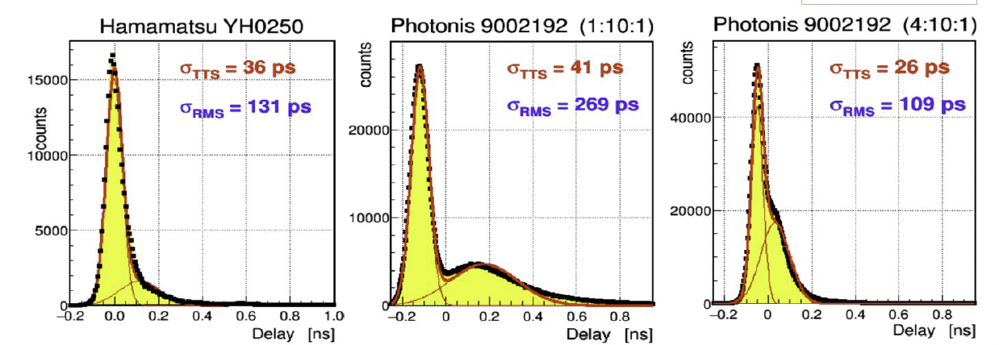 Hamamatsu YH0250
counts
15000
10000
5000
0
σTTS = 36 ps
σRMS = 131 ps
−0.2 0.0 0.2 0.4 0.6 0.8 1.0
Delay [ns]
Photonis 9002192 (1:10:1)
counts
20000
10000
0
σTTS = 41 ps
σRMS = 269 ps
−0.2 0 0.2 0.4 0.6 0.8
Delay [ns]
Photonis 9002192 (4:10:1)
counts
40000
20000
0
σTTS = 26 ps
σRMS = 109 ps
−0.2 0 0.2 0.4 0.6 0.8
Delay [ns]